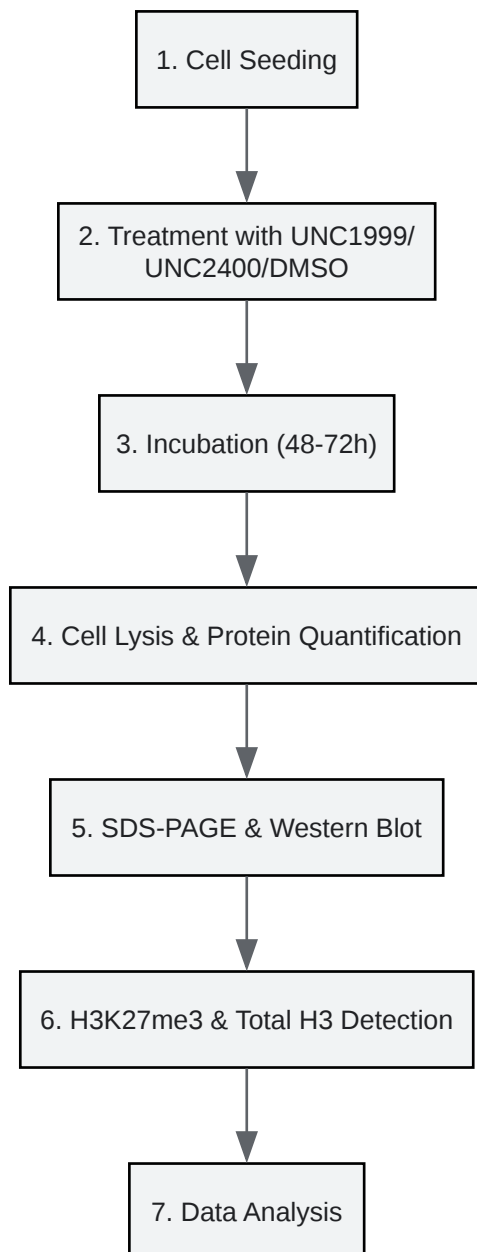 1. Cell Seeding
2. Treatment with UNC1999/
UNC2400/DMSO
3. Incubation (48-72h)
4. Cell Lysis & Protein Quantification
5. SDS-PAGE & Western Blot
6. H3K27me3 & Total H3 Detection
7. Data Analysis